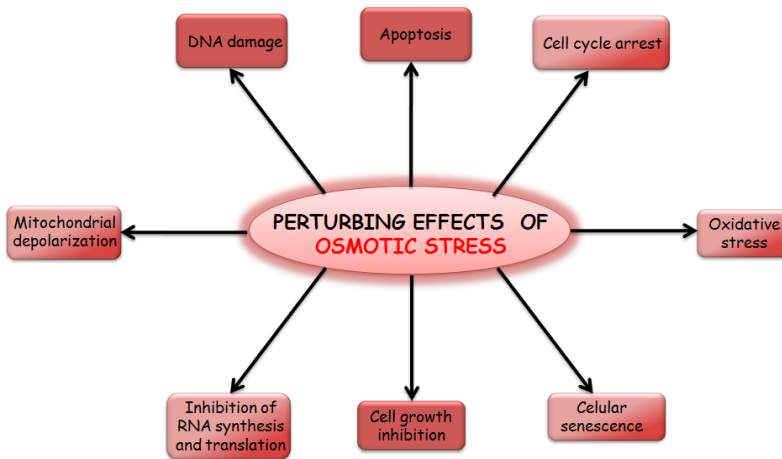 DNA damage
Apoptosis
Cell cycle arrest
Mitochondrial
depolarization
PERTURBING EFFECTS OF
OSMOTIC STRESS
Oxidative
stress
Inhibition of
RNA synthesis
and translation
Cell growth
inhibition
Celular
senescence